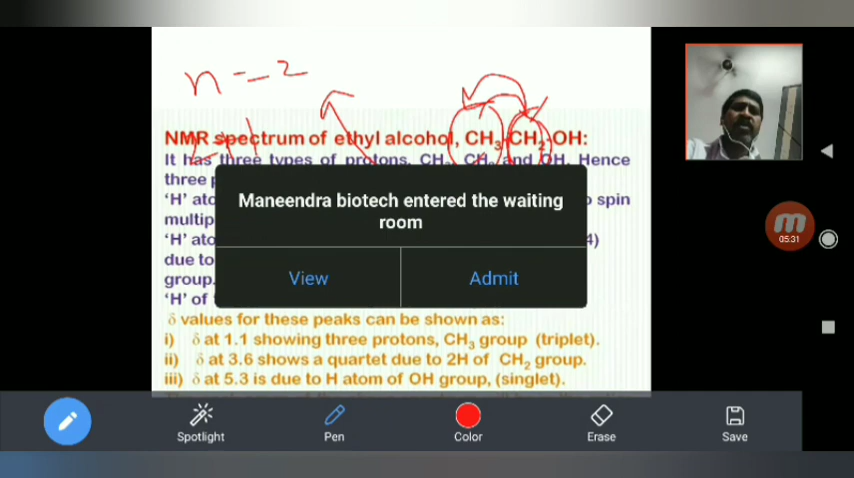 n = 2
NMR spectrum of ethyl alcohol, CH3-CH2-OH:
It has three types of protons, CH3, CH2 and OH. Hence
three
'H' spin
multip
'H' 4)
due to
group.
'H' of
Maneendra biotech entered the waiting
room
View Admit
δ values for these peaks can be shown as:
i) δ at 1.1 showing three protons, CH3 group (triplet).
ii) δ at 3.6 shows a quartet due to 2H of CH2 group.
iii) δ at 5.3 is due to H atom of OH group, (singlet).
05:31
Spotlight Pen Color Erase Save